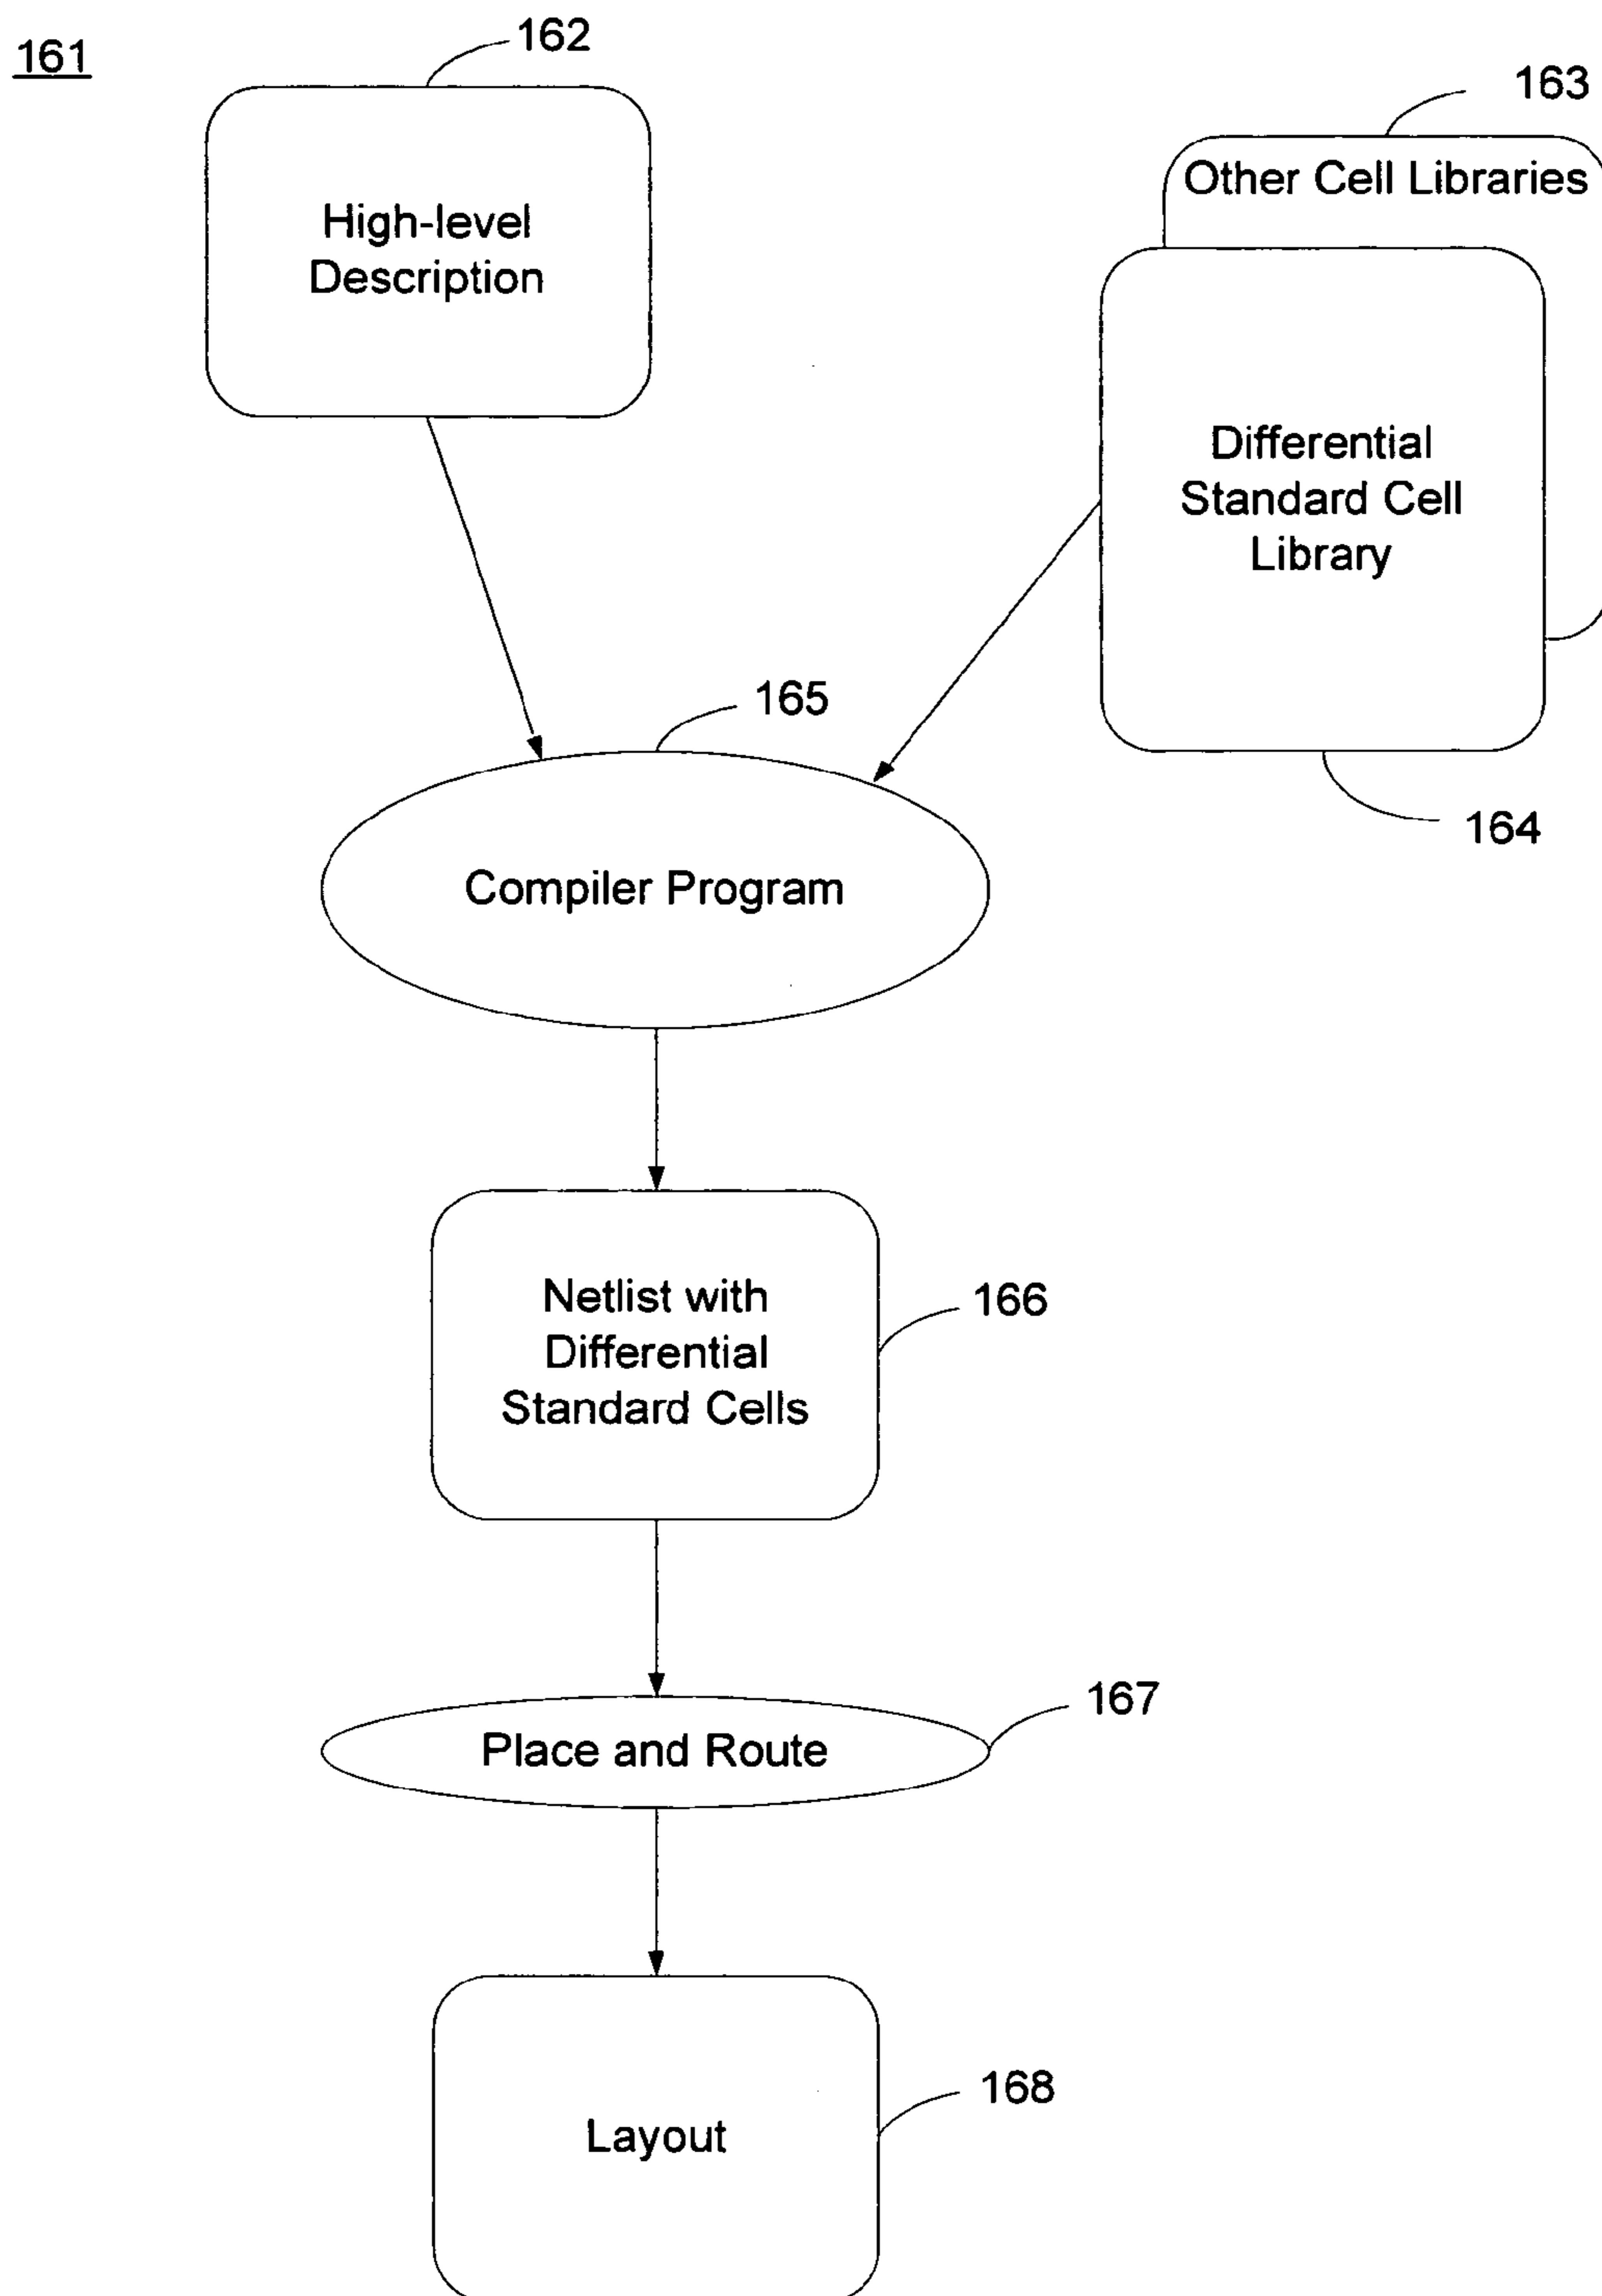 161
162
163
High-level
Description
Other Cell Libraries
Differential
Standard Cell
Library
164
165
Compiler Program
Netlist with
Differential
Standard Cells
166
Place and Route
167
Layout
168